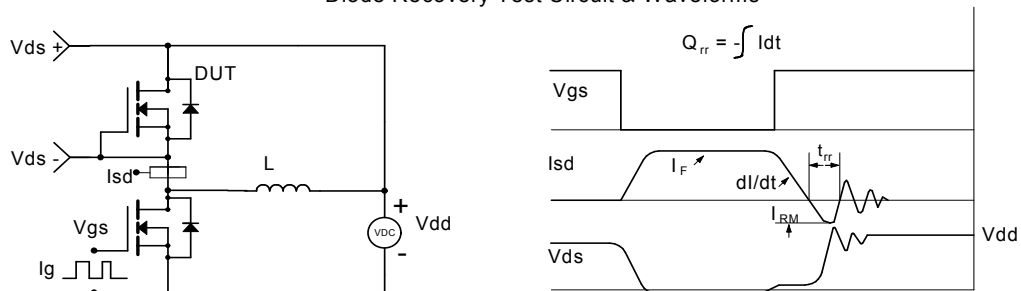 Diode Recovery Test Circuit & Waveforms
Vds +
DUT
Vds -
Isd
L
Vgs
Ig
+
VDC
-
Vdd
Q rr = -∫ Idt
Vgs
Isd
I F
dI/dt
t rr
I RM
Vdd
Vds